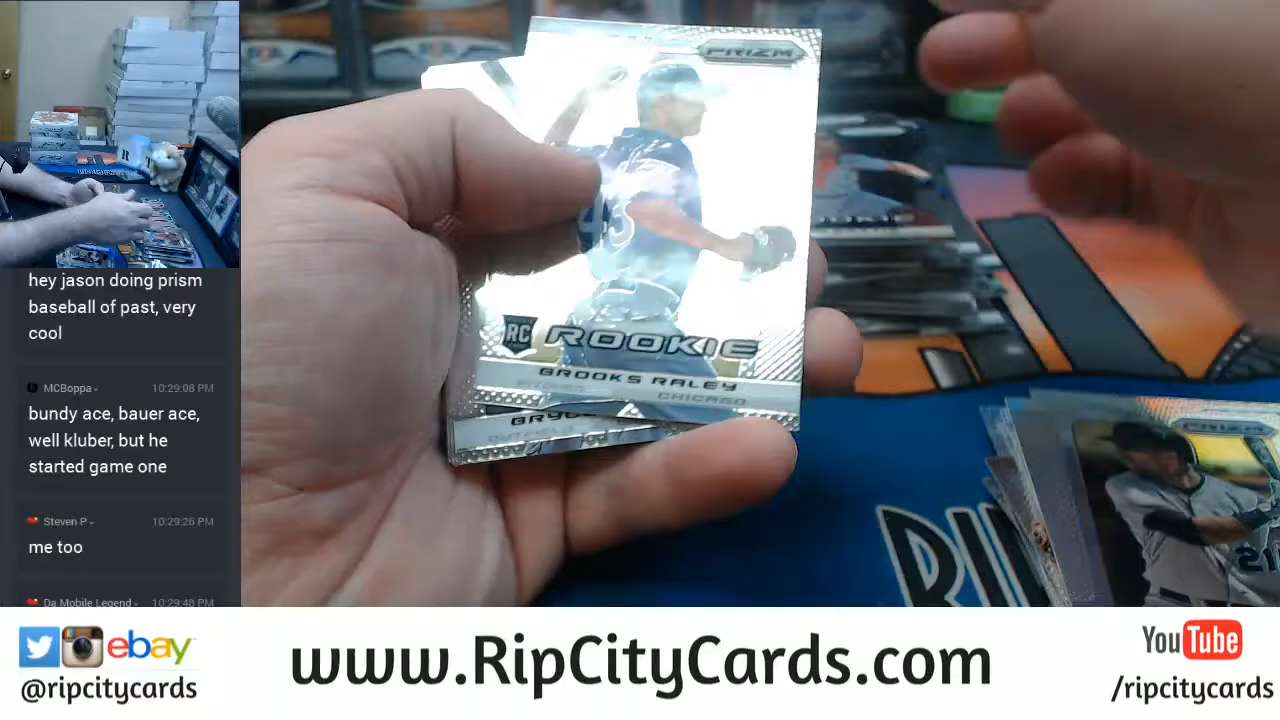 hey jason doing prism
baseball of past, very
cool
MCBoppa
10:29:08 PM
bundy ace, bauer ace,
well kluber, but he
started game one
Steven P
10:29:26 PM
me too
Da Mobile Legend
10:29:48 PM
PRIZM
RC ROOKIE
BROOKS RALEY
CHICAGO
PRIZM
21
ebay
@ripcitycards
www.RipCityCards.com
YouTube
/ripcitycards